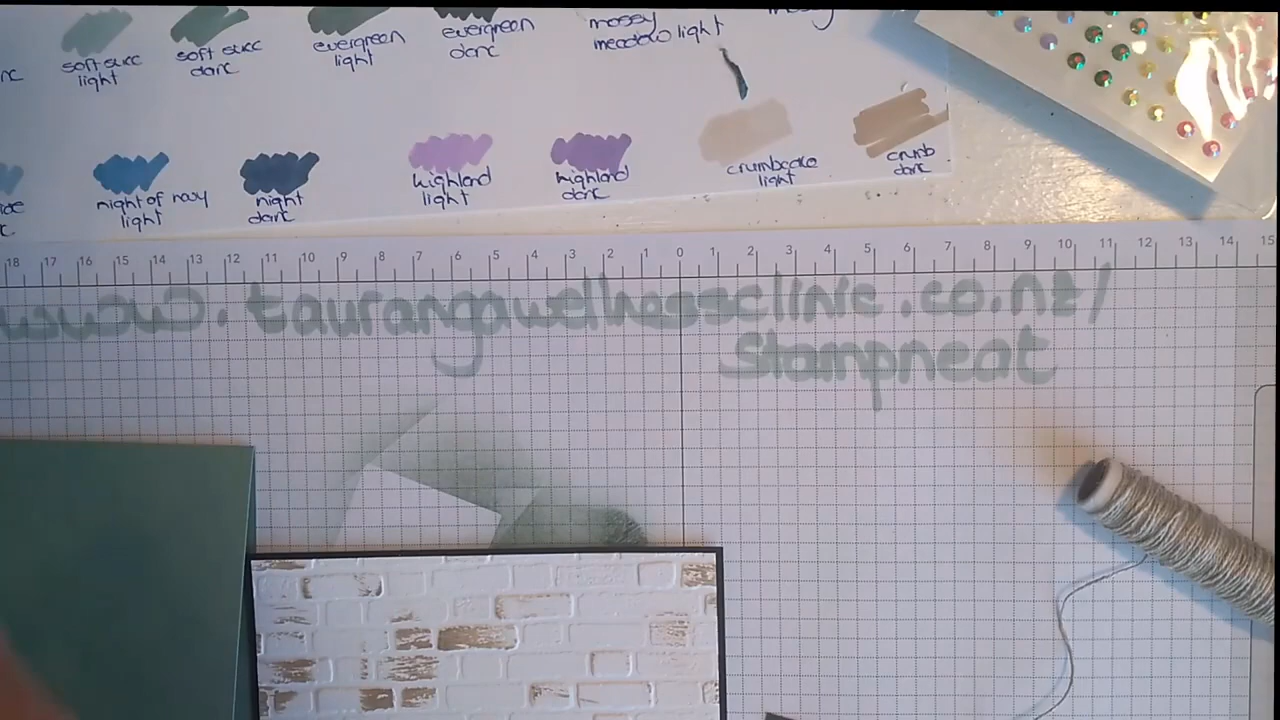 soft succ light
soft succ dark
evergreen light
evergreen dark
mossy meadow light
night of navy light
night dark
highland light
highland dark
crumbcake light
crumb dark
18 17 16 15 14 13 12 11 10 9 8 7 6 5 4 3 2 1 0 1 2 3 4 5 6 7 8 9 10 11 12 13 14 15
www.taurangawellnessclinic.co.nz/
Stampneat